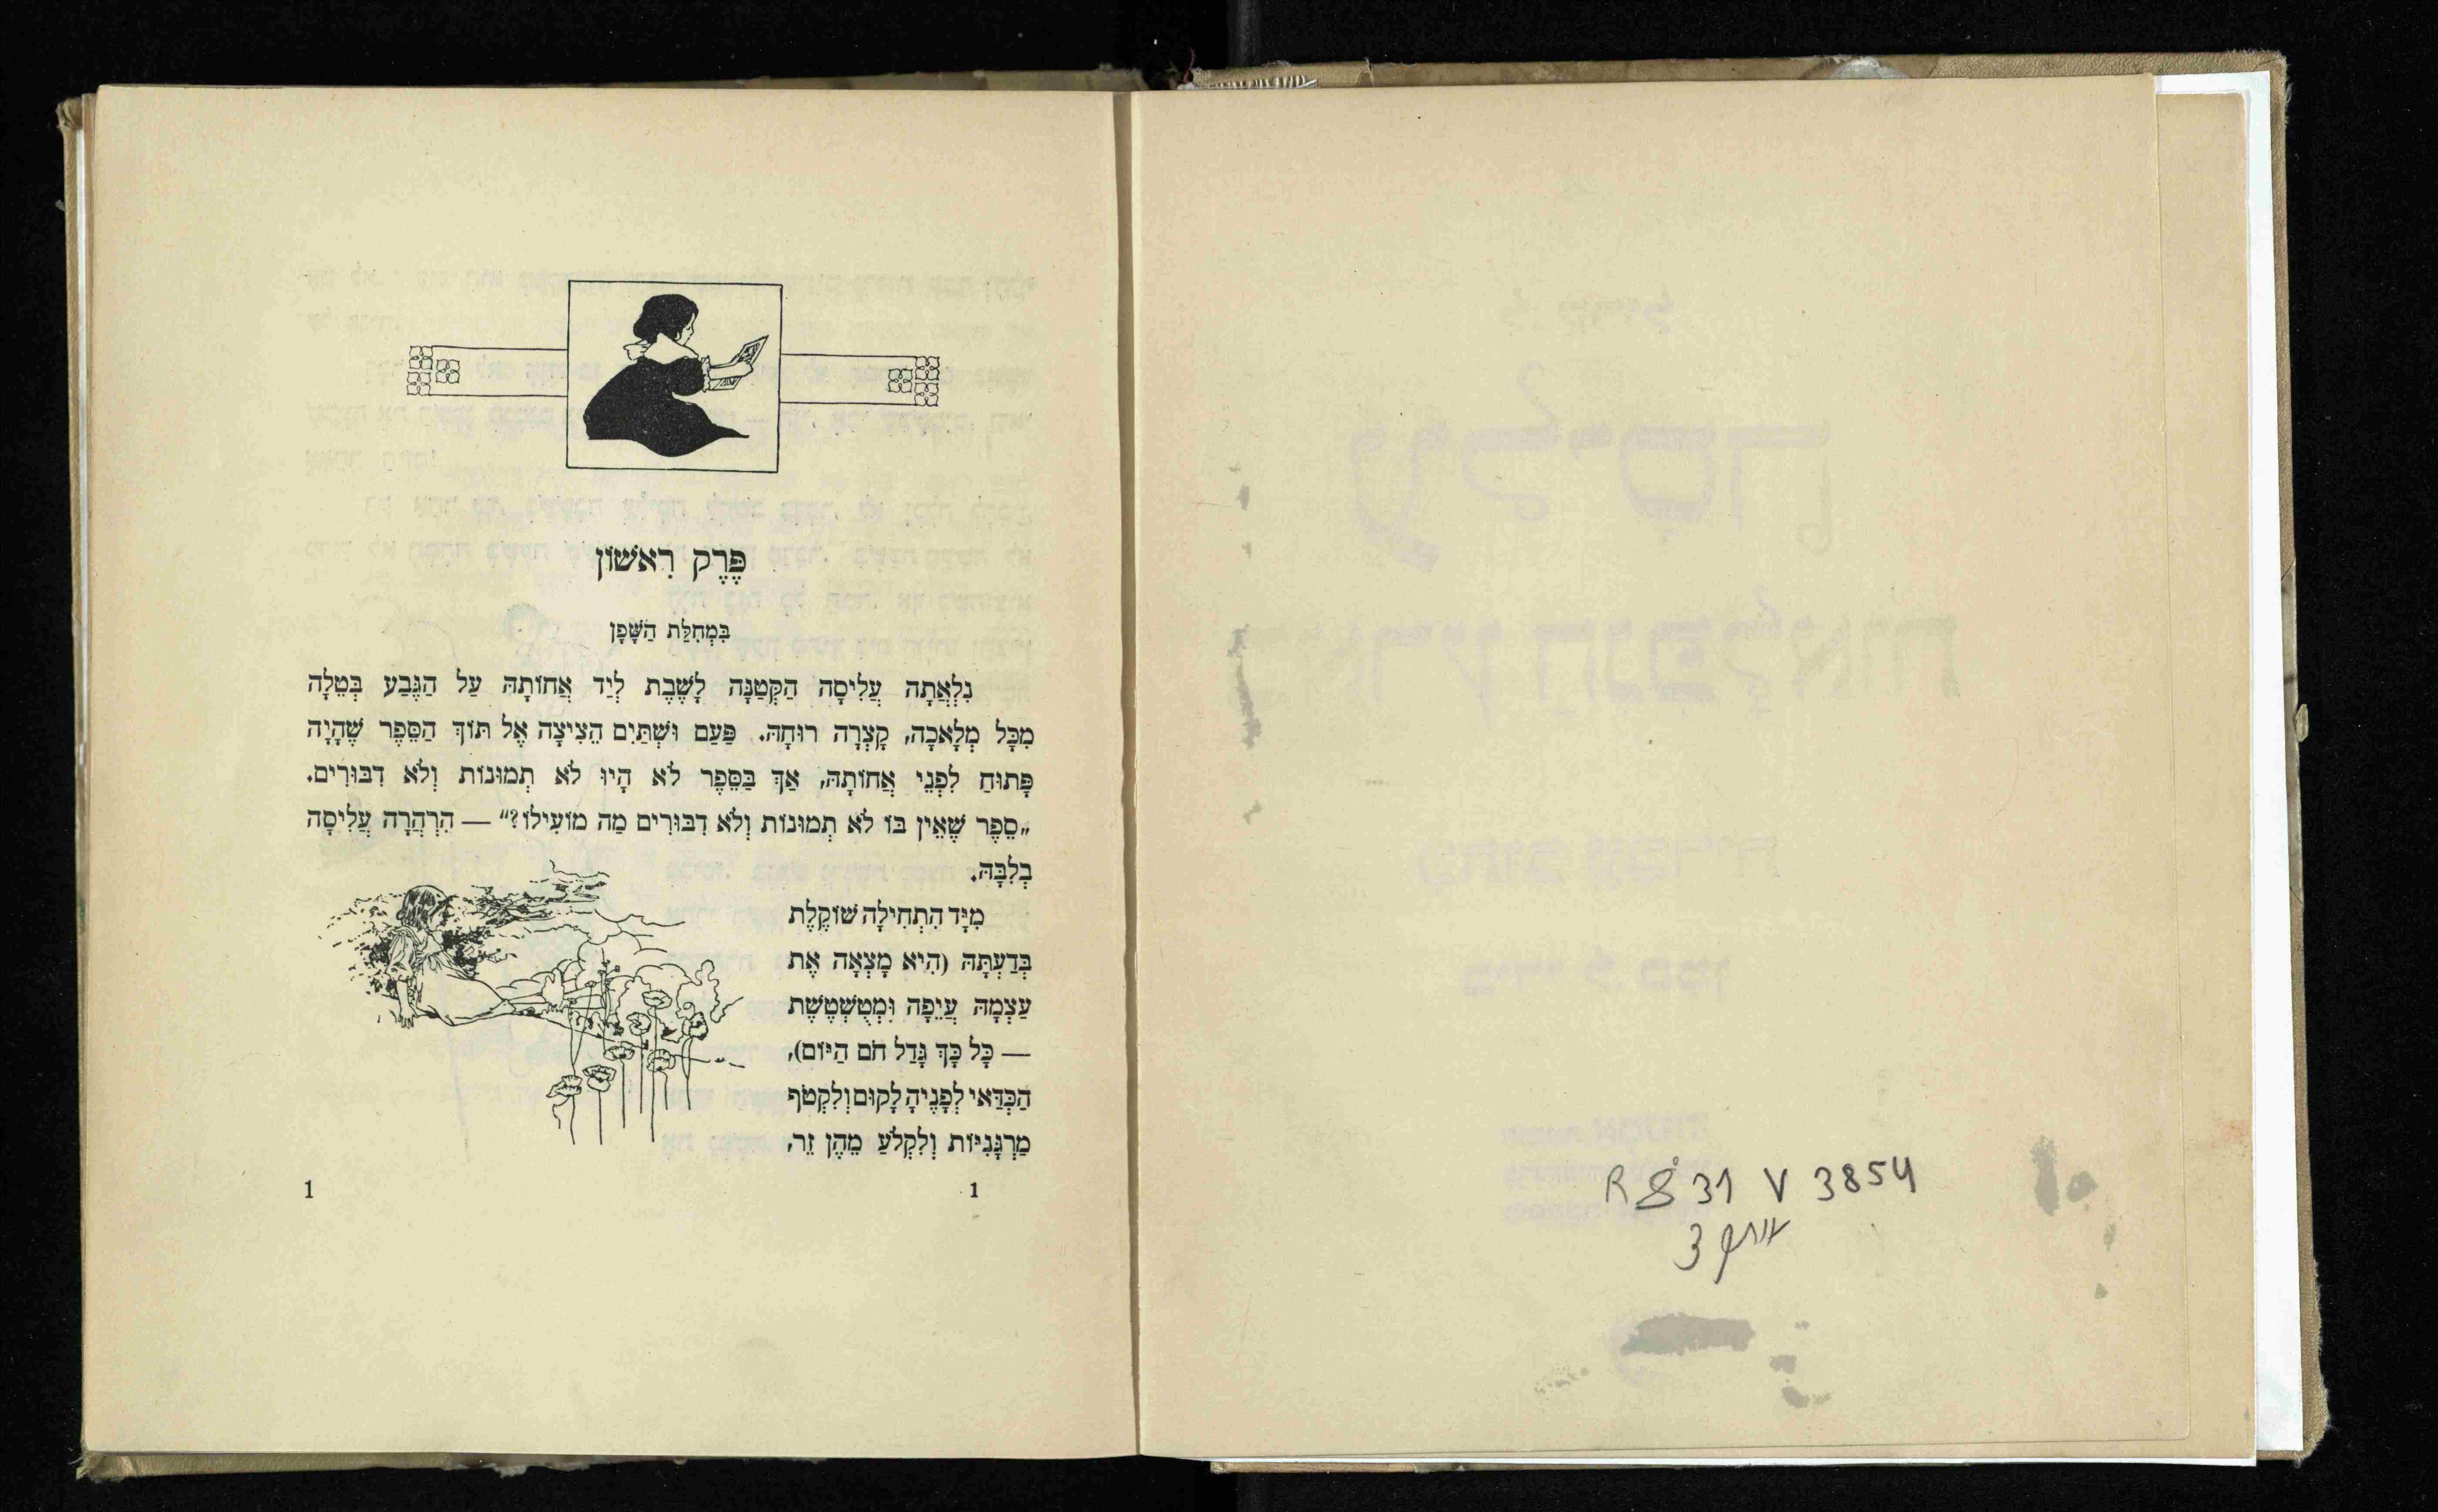 R 8° 31 V 3854
עותק 3
פֶּרֶק רִאשׁוֹן
בִּמְחִלַּת הַשָּׁפָן
נִלְאֲתָה עֲלִיסָה הַקְּטַנָּה לָשֶׁבֶת לְיַד אֲחוֹתָהּ עַל הַגֶּבַע בְּטֵלָה
מִכָּל מְלָאכָה, קָצְרָה רוּחָהּ. פַּעַם וּשְׁתַּיִם הֵצִיצָה אֶל תּוֹךְ הַסֵּפֶר שֶׁהָיָה
פָּתוּחַ לִפְנֵי אֲחוֹתָהּ, אַךְ בַּסֵּפֶר לֹא הָיוּ לֹא תְמוּנוֹת וְלֹא דִבּוּרִים.
„סֵפֶר שֶׁאֵין בּוֹ לֹא תְמוּנוֹת וְלֹא דִבּוּרִים מַה מוֹעִילוֹ?“ — הִרְהֲרָה עֲלִיסָה
בְלִבָּהּ.
מִיָּד הִתְחִילָה שׁוֹקֶלֶת
בְּדַעְתָּהּ (הִיא מָצְאָה אֶת
עַצְמָהּ עֲיֵפָה וּמְטֻשְׁטֶשֶׁת
— כָּל כָּךְ גָּדַל חֹם הַיּוֹם),
הַכְּדַאי לְפָנֶיהָ לָקוּם וְלִקְטֹף
מַרְגָּנִיּוֹת וְלִקְלֹעַ מֵהֶן זֵר,
1 1